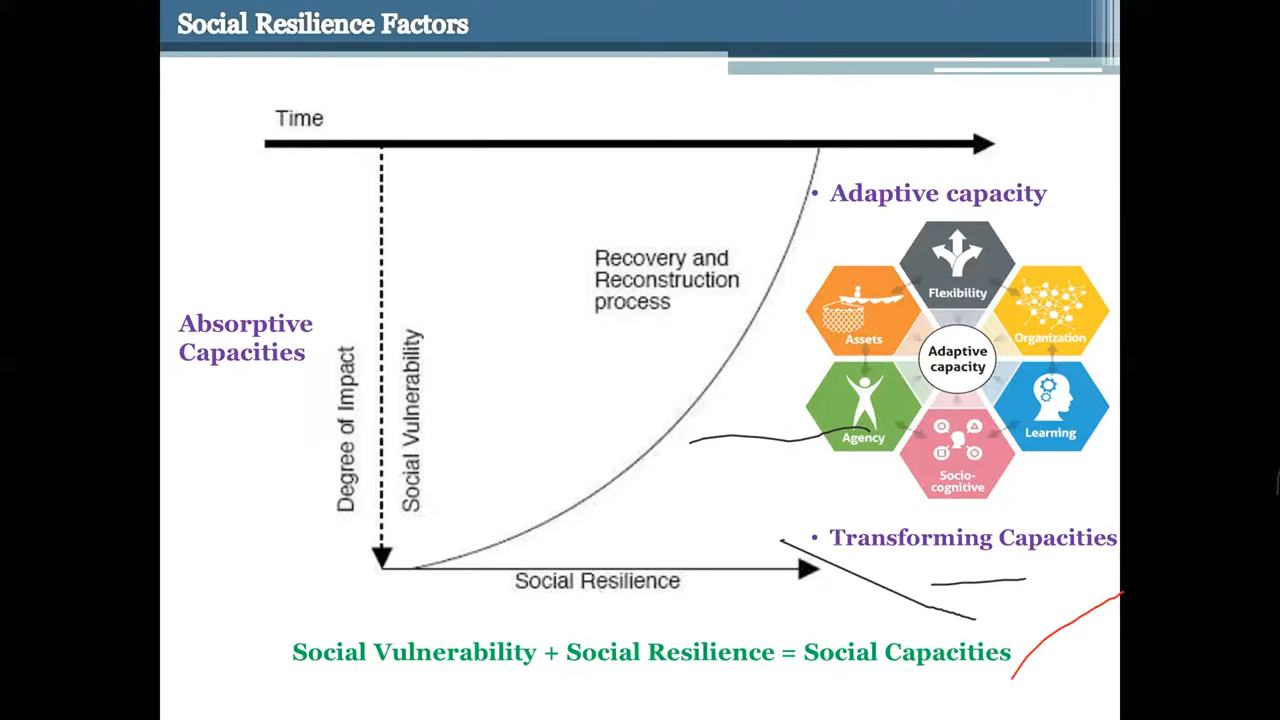 Social Resilience Factors
Time
• Adaptive capacity
Recovery and
Reconstruction
process
Absorptive
Capacities
Degree of Impact
Social Vulnerability
Flexibility
Assets
Organization
Adaptive
capacity
Agency
Learning
Socio-
cognitive
• Transforming Capacities
Social Resilience
Social Vulnerability + Social Resilience = Social Capacities